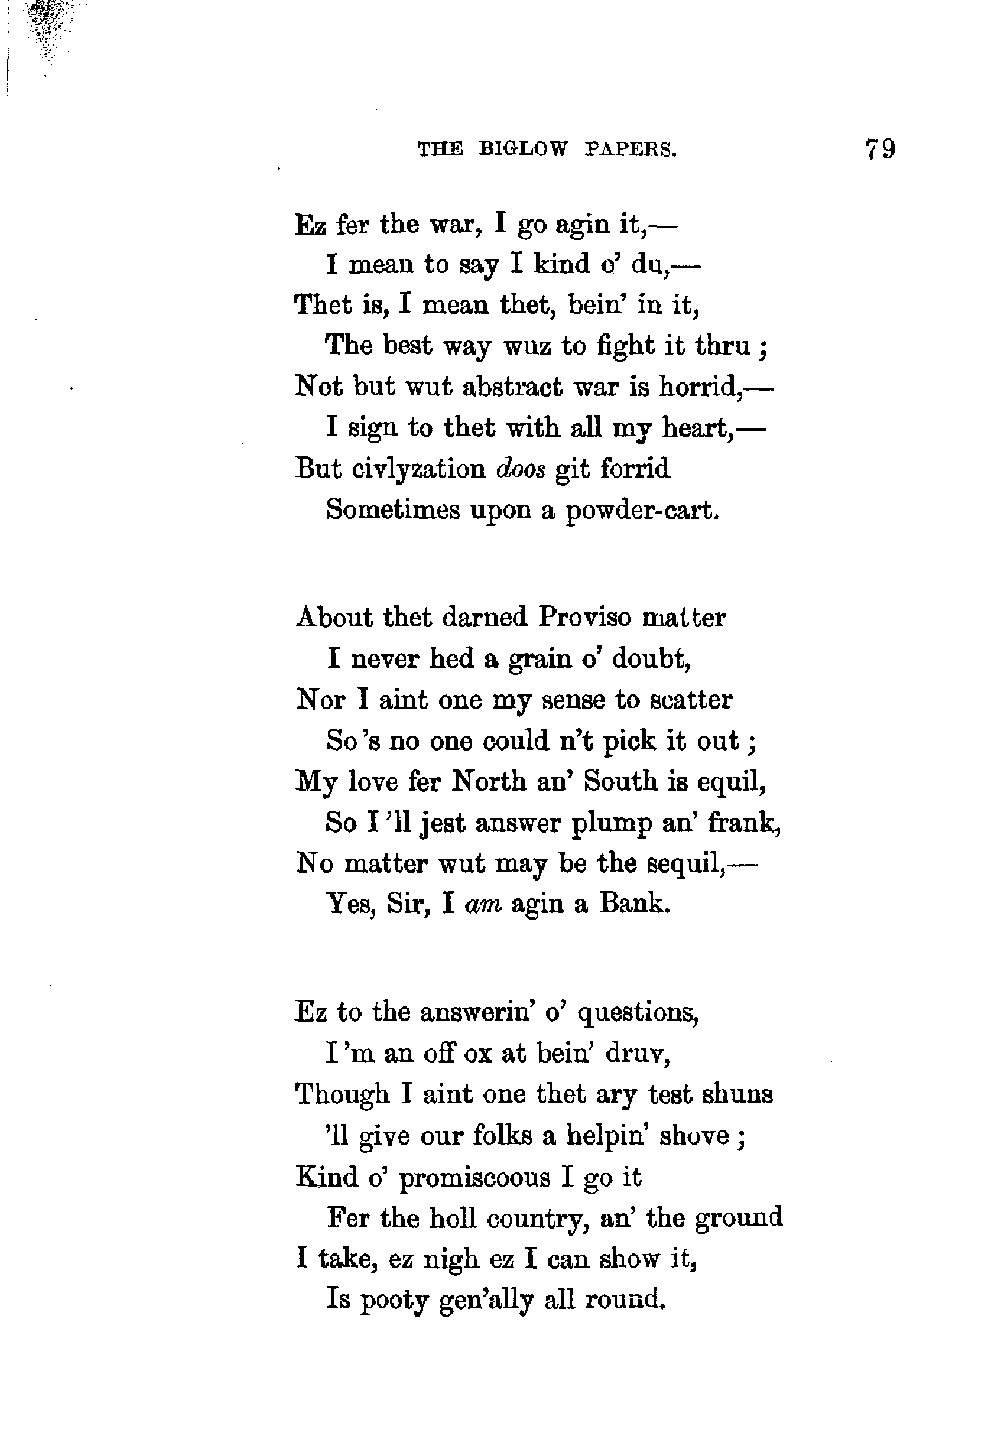 THE BIGLOW PAPERS. 79
Ez fer the war, I go agin it,—
I mean to say I kind o' du,—
Thet is, I mean thet, bein' in it,
The best way wuz to fight it thru ;
Not but wut abstract war is horrid,—
I sign to thet with all my heart,—
But civlyzation doos git forrid
Sometimes upon a powder-cart.
About thet darned Proviso matter
I never hed a grain o' doubt,
Nor I aint one my sense to scatter
So 's no one could n't pick it out ;
My love fer North an' South is equil,
So I 'll jest answer plump an' frank,
No matter wut may be the sequil,—
Yes, Sir, I am agin a Bank.
Ez to the answerin' o' questions,
I 'm an off ox at bein' druv,
Though I aint one thet ary test shuns
'll give our folks a helpin' shove ;
Kind o' promiscoous I go it
Fer the holl country, an' the ground
I take, ez nigh ez I can show it,
Is pooty gen'ally all round.